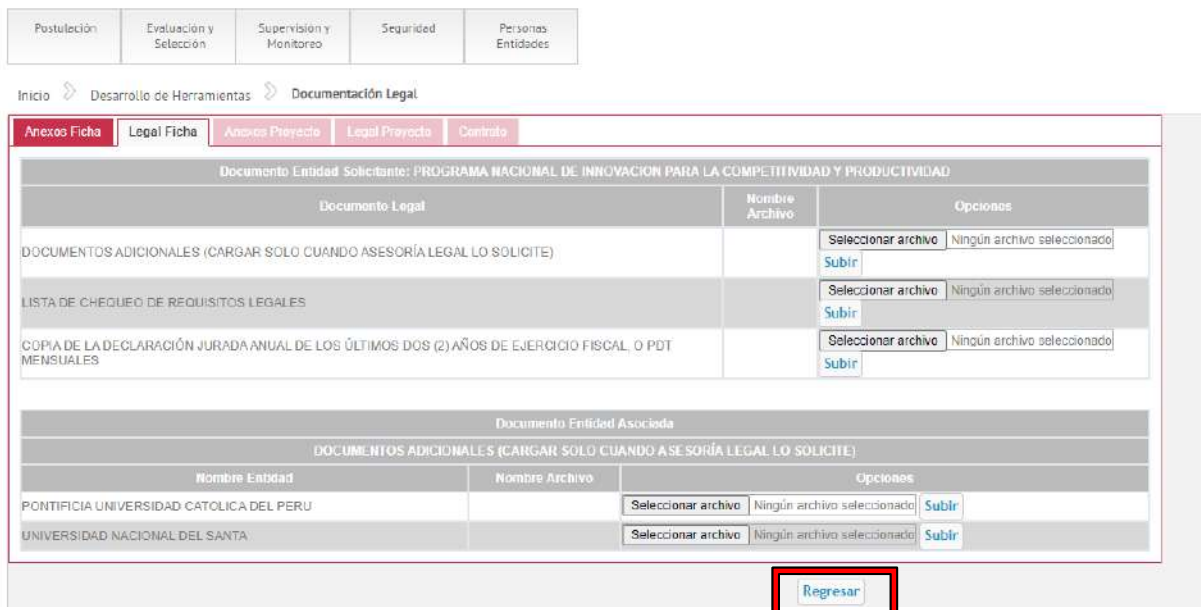 Postulación
Evaluación y
Selección
Supervisión y
Monitoreo
Seguridad
Personas
Entidades
Inicio Desarrollo de Herramientas Documentación Legal
Anexos Ficha Legal Ficha Anexos Proyecto Legal Proyecto Contrato
Documento Entidad Solicitante: PROGRAMA NACIONAL DE INNOVACION PARA LA COMPETITIVIDAD Y PRODUCTIVIDAD
Documento Legal
Nombre
Archivo
Opciones
DOCUMENTOS ADICIONALES (CARGAR SOLO CUANDO ASESORÍA LEGAL LO SOLICITE)
Seleccionar archivo Ningún archivo seleccionado
Subir
LISTA DE CHEQUEO DE REQUISITOS LEGALES
Seleccionar archivo Ningún archivo seleccionado
Subir
COPIA DE LA DECLARACIÓN JURADA ANUAL DE LOS ÚLTIMOS DOS (2) AÑOS DE EJERCICIO FISCAL, O PDT
MENSUALES
Seleccionar archivo Ningún archivo seleccionado
Subir
Documento Entidad Asociada
DOCUMENTOS ADICIONALES (CARGAR SOLO CUANDO ASESORÍA LEGAL LO SOLICITE)
Nombre Entidad Nombre Archivo Opciones
PONTIFICIA UNIVERSIDAD CATOLICA DEL PERU Seleccionar archivo Ningún archivo seleccionado Subir
UNIVERSIDAD NACIONAL DEL SANTA Seleccionar archivo Ningún archivo seleccionado Subir
Regresar